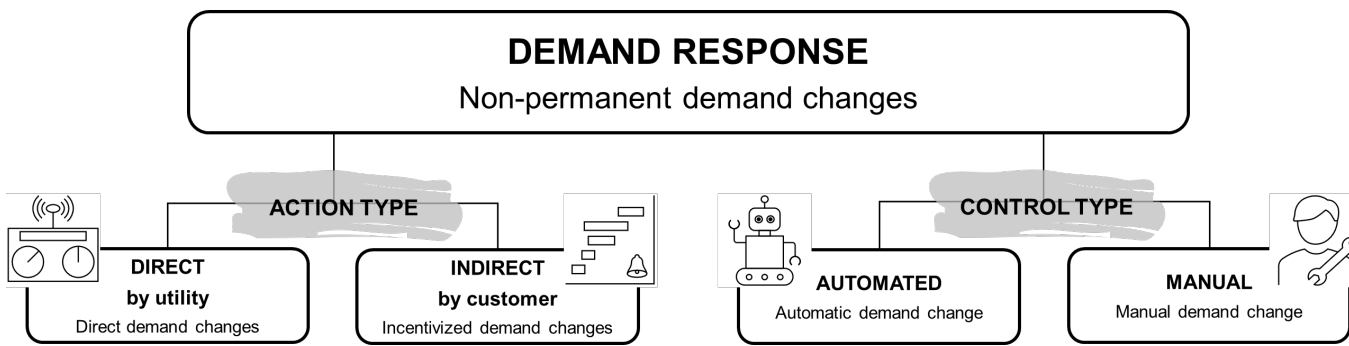 DEMAND RESPONSE
Non-permanent demand changes
ACTION TYPE
CONTROL TYPE
DIRECT
by utility
Direct demand changes
INDIRECT
by customer
Incentivized demand changes
AUTOMATED
Automatic demand change
MANUAL
Manual demand change